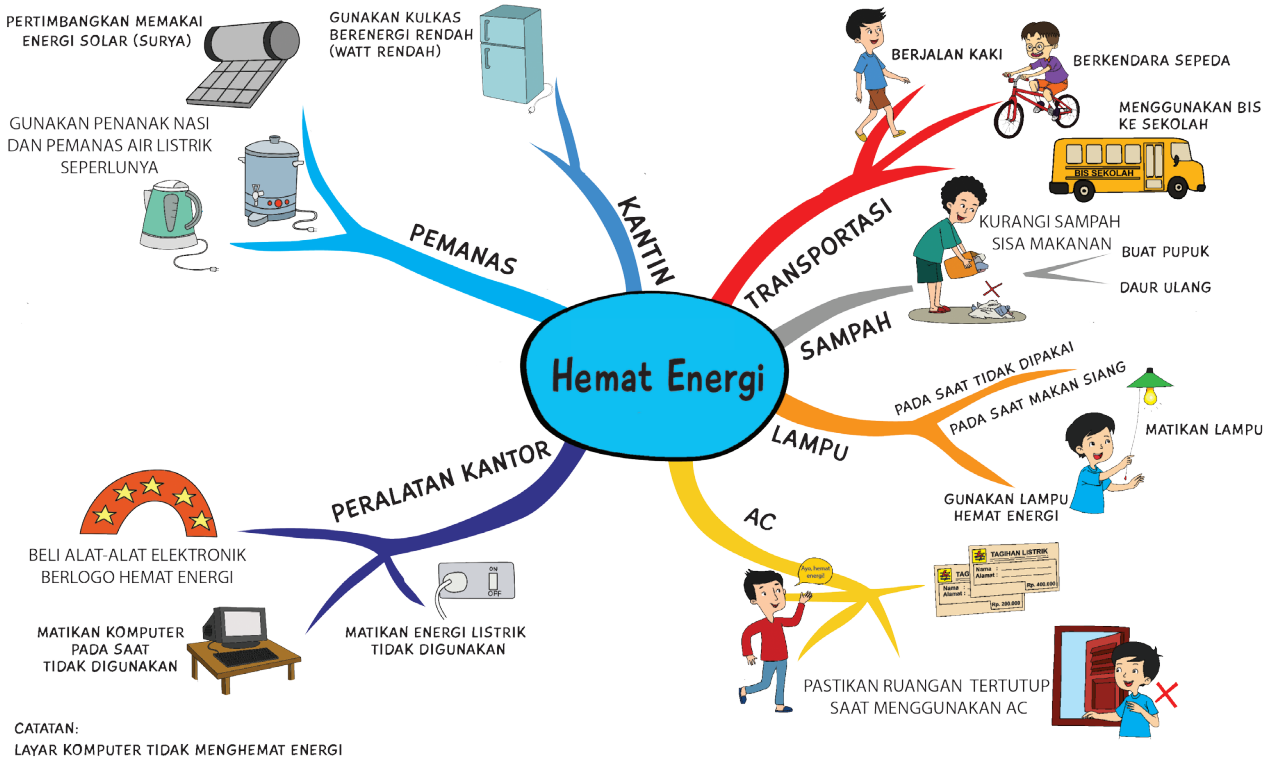 PERTIMBANGKAN MEMAKAI
ENERGI SOLAR (SURYA)
GUNAKAN PENANAK NASI
DAN PEMANAS AIR LISTRIK
SEPERLUNYA
PEMANAS
GUNAKAN KULKAS
BERENERGI RENDAH
(WATT RENDAH)
KANTIN
BERJALAN KAKI
BERKENDARA SEPEDA
MENGGUNAKAN BIS
KE SEKOLAH
BIS SEKOLAH
TRANSPORTASI
KURANGI SAMPAH
SISA MAKANAN
BUAT PUPUK
DAUR ULANG
SAMPAH
Hemat Energi
PADA SAAT TIDAK DIPAKAI
PADA SAAT MAKAN SIANG
MATIKAN LAMPU
LAMPU
GUNAKAN LAMPU
HEMAT ENERGI
AC
Ayo, hemat
energi!
TAGIHAN LISTRIK
Nama :
Alamat :
Rp. 400.000
TAGI
Nama :
Alamat :
Rp. 200.000
PASTIKAN RUANGAN TERTUTUP
SAAT MENGGUNAKAN AC
PERALATAN KANTOR
BELI ALAT-ALAT ELEKTRONIK
BERLOGO HEMAT ENERGI
MATIKAN KOMPUTER
PADA SAAT
TIDAK DIGUNAKAN
ON
OFF
MATIKAN ENERGI LISTRIK
TIDAK DIGUNAKAN
CATATAN:
LAYAR KOMPUTER TIDAK MENGHEMAT ENERGI